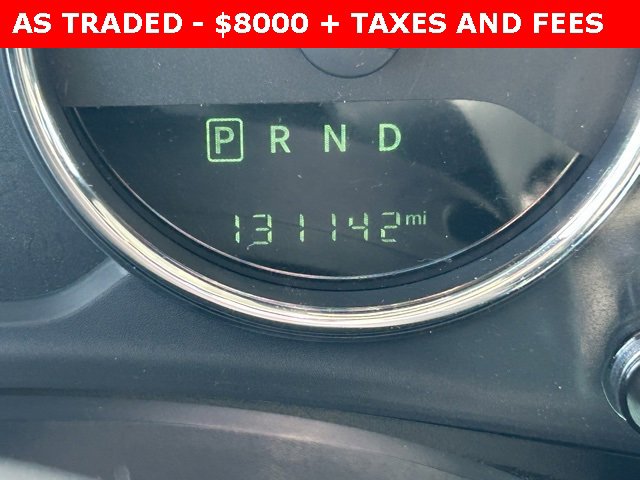 AS TRADED - $8000 + TAXES AND FEES
P R N D
131142 mi